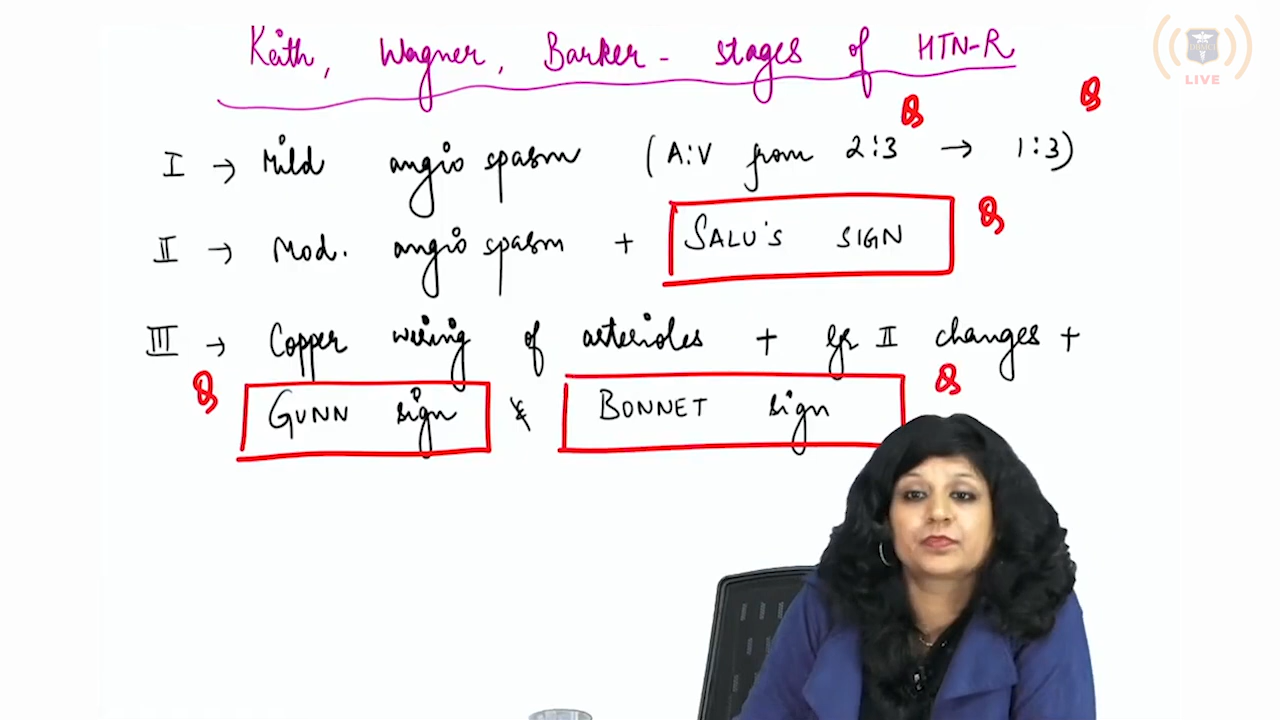 Keith, Wagner, Barker - stages of HTN-R
I → Mild angiospasm (A:V from 2:3 → 1:3)
II → Mod. angiospasm + SALU'S SIGN
III → Copper wiring of arterioles + Gr II changes +
GUNN sign & BONNET sign
LIVE